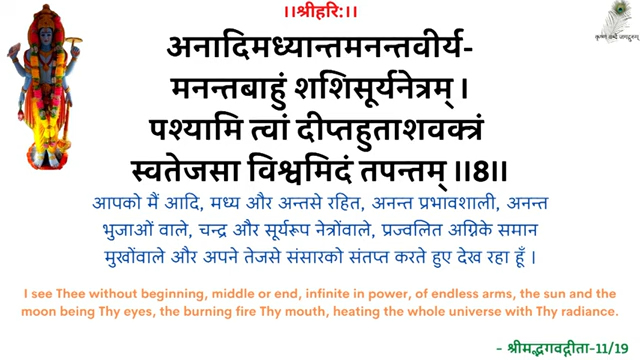 ।।श्रीहरि:।।
कृष्णं वन्दे जगद्गुरुम्
अनादिमध्यान्तमनन्तवीर्य-
मनन्तबाहुं शशिसूर्यनेत्रम् ।
पश्यामि त्वां दीप्तहुताशवक्त्रं
स्वतेजसा विश्वमिदं तपन्तम् ।।8।।
आपको मैं आदि, मध्य और अन्तसे रहित, अनन्त प्रभावशाली, अनन्त
भुजाओं वाले, चन्द्र और सूर्यरूप नेत्रोंवाले, प्रज्वलित अग्निके समान
मुखोंवाले और अपने तेजसे संसारको संतप्त करते हुए देख रहा हूँ ।
I see Thee without beginning, middle or end, infinite in power, of endless arms, the sun and the
moon being Thy eyes, the burning fire Thy mouth, heating the whole universe with Thy radiance.
- श्रीमद्भगवद्गीता-11/19